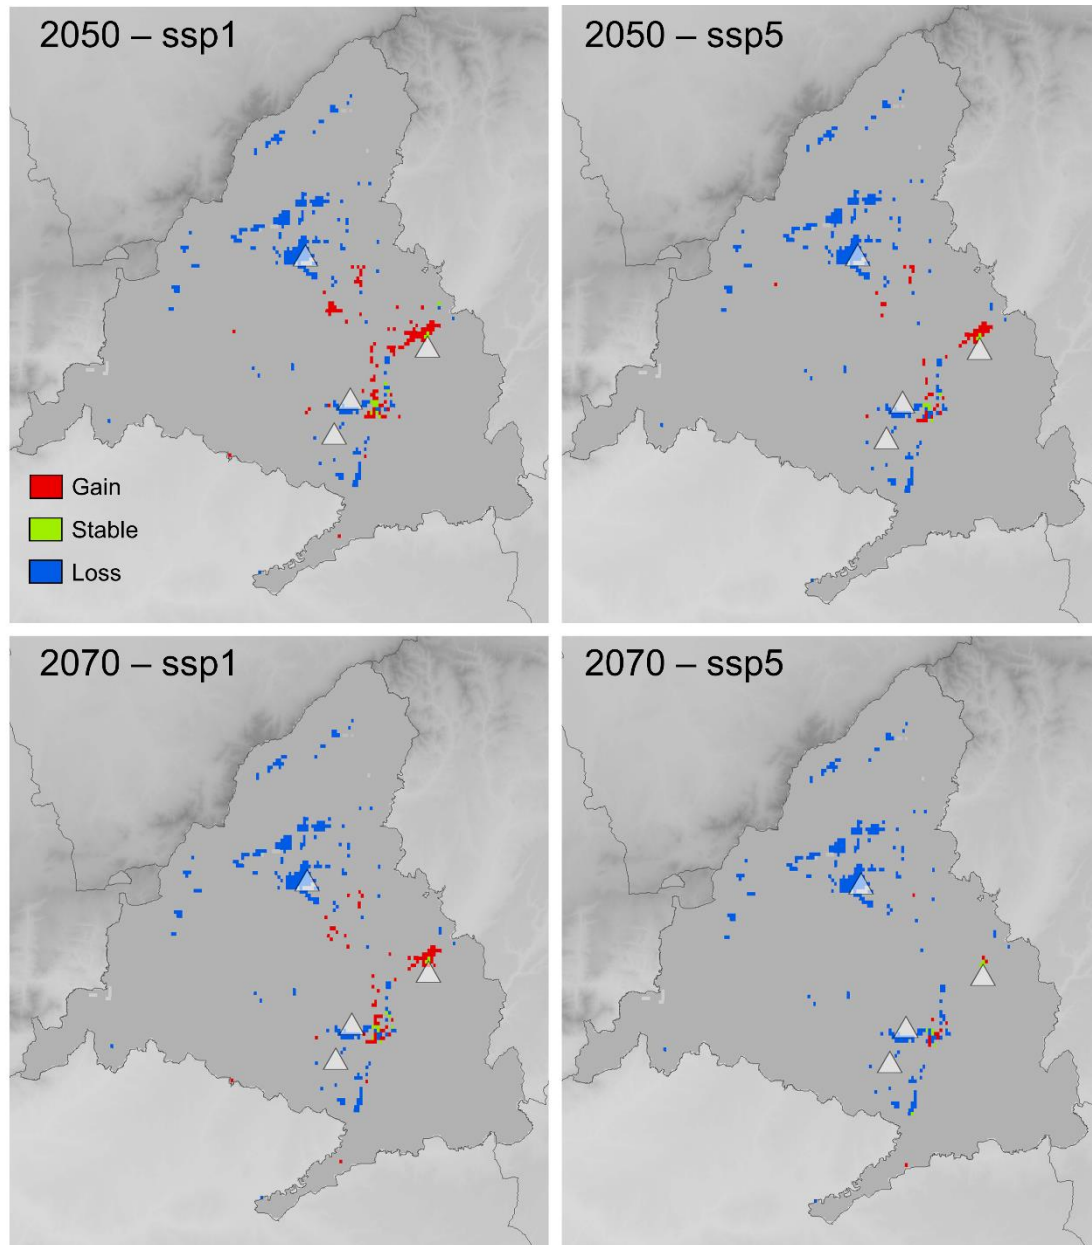 2050 – ssp1
2050 – ssp5
Gain
Stable
Loss
2070 – ssp1
2070 – ssp5